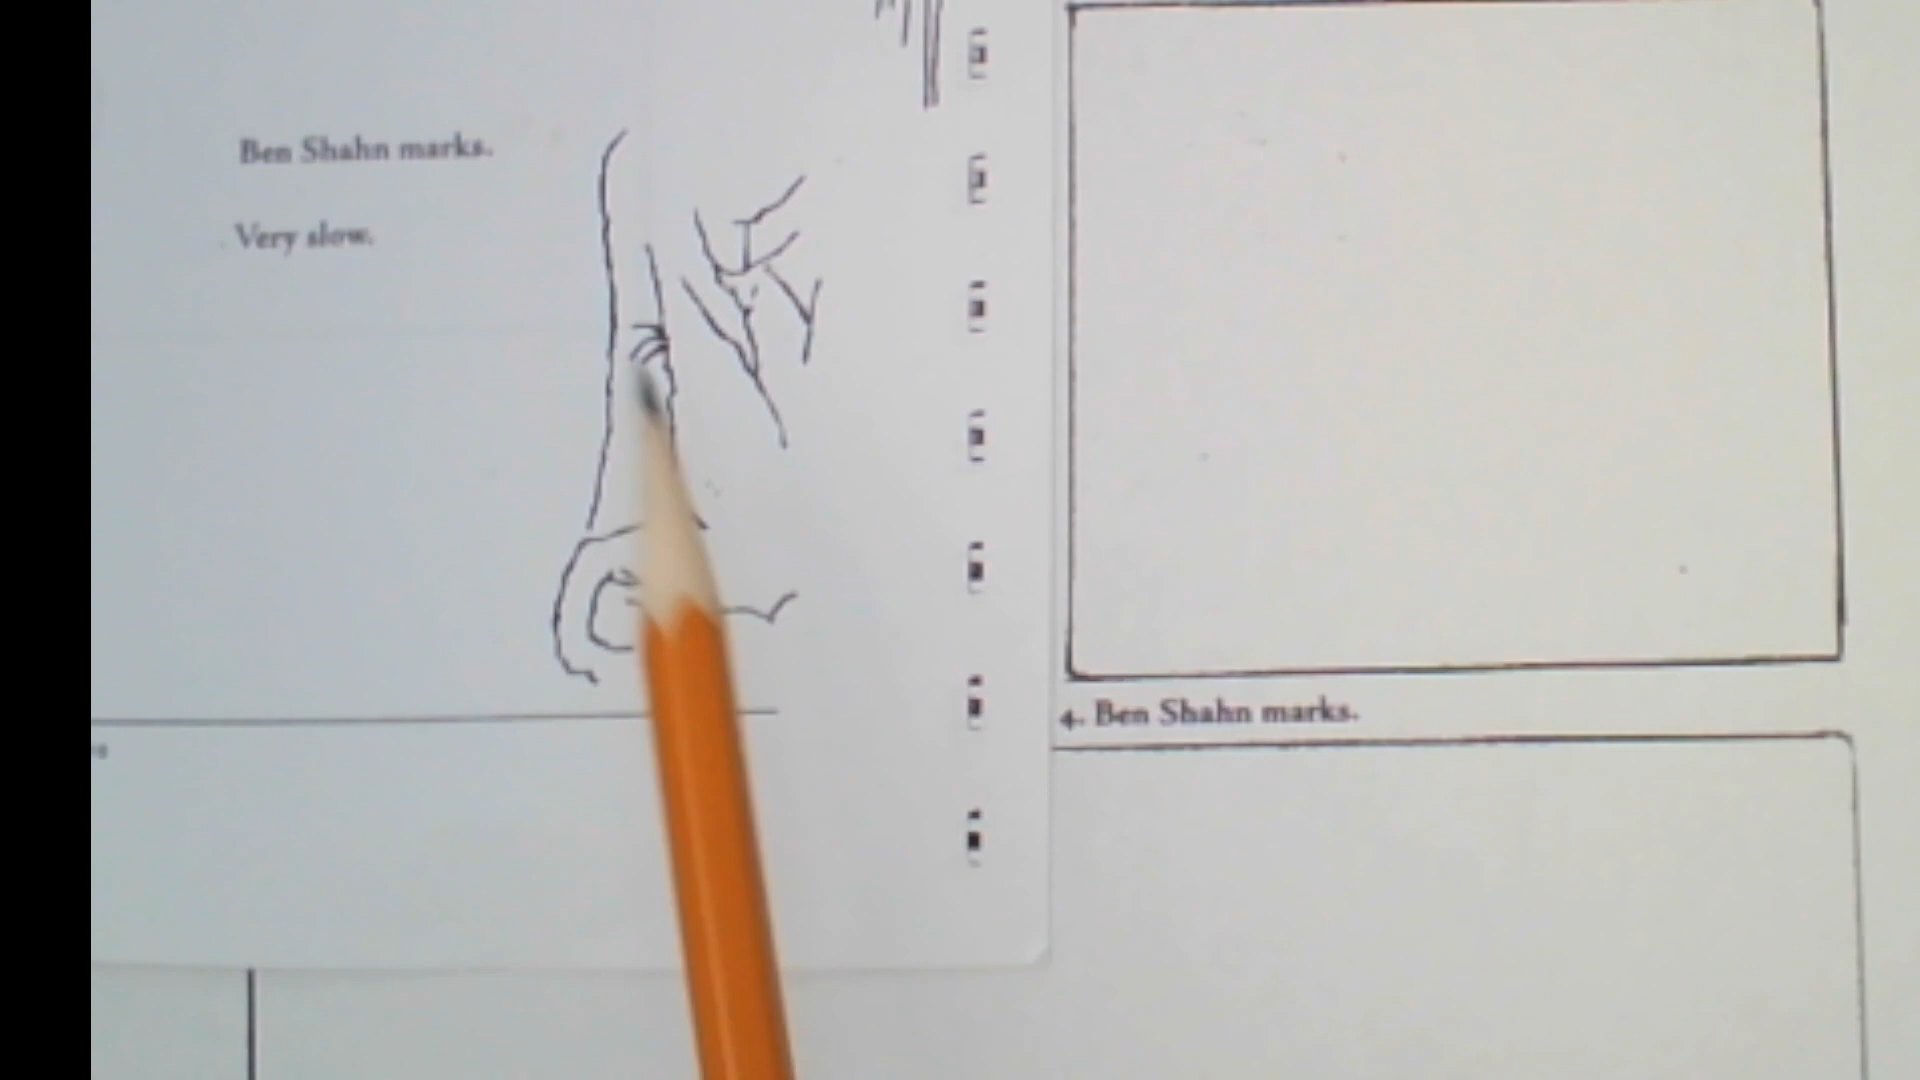 Ben Shahn marks.
Very slow.
4. Ben Shahn marks.